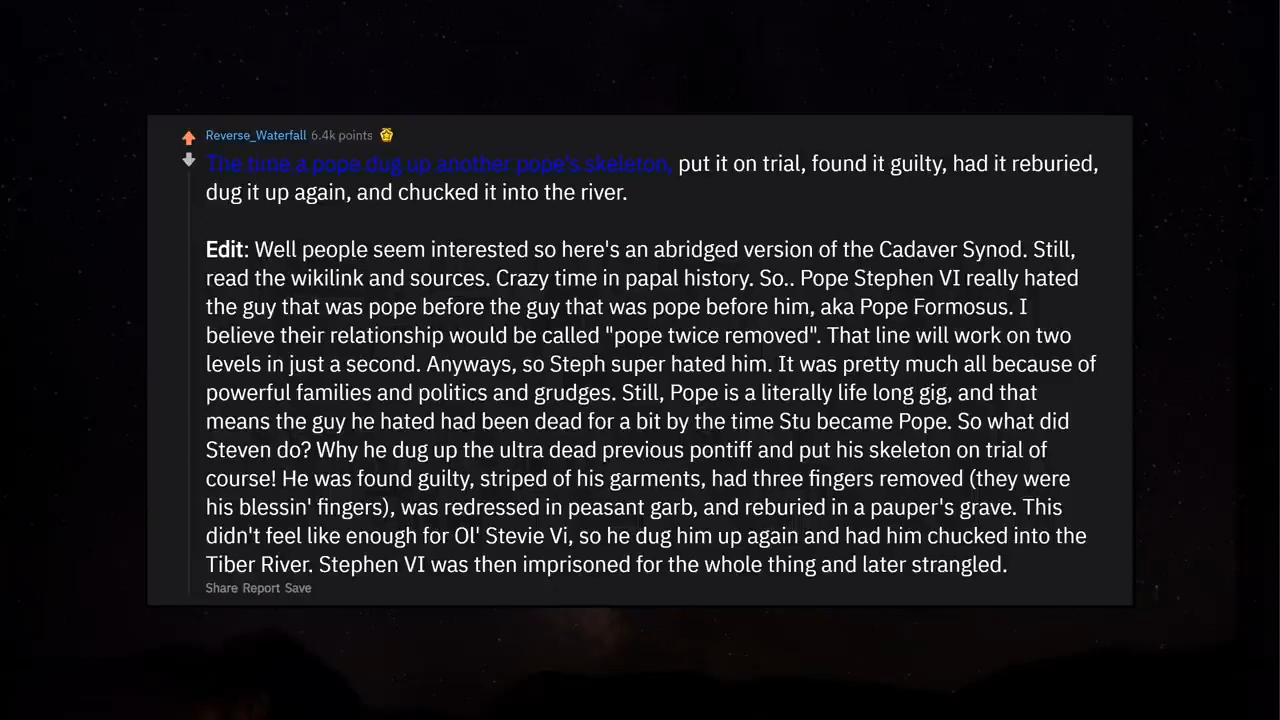 Reverse_Waterfall 6.4k points
The time a pope dug up another pope's skeleton, put it on trial, found it guilty, had it reburied,
dug it up again, and chucked it into the river.
Edit: Well people seem interested so here's an abridged version of the Cadaver Synod. Still,
read the wikilink and sources. Crazy time in papal history. So.. Pope Stephen VI really hated
the guy that was pope before the guy that was pope before him, aka Pope Formosus. I
believe their relationship would be called "pope twice removed". That line will work on two
levels in just a second. Anyways, so Steph super hated him. It was pretty much all because of
powerful families and politics and grudges. Still, Pope is a literally life long gig, and that
means the guy he hated had been dead for a bit by the time Stu became Pope. So what did
Steven do? Why he dug up the ultra dead previous pontiff and put his skeleton on trial of
course! He was found guilty, striped of his garments, had three fingers removed (they were
his blessin' fingers), was redressed in peasant garb, and reburied in a pauper's grave. This
didn't feel like enough for Ol' Stevie Vi, so he dug him up again and had him chucked into the
Tiber River. Stephen VI was then imprisoned for the whole thing and later strangled.
Share Report Save